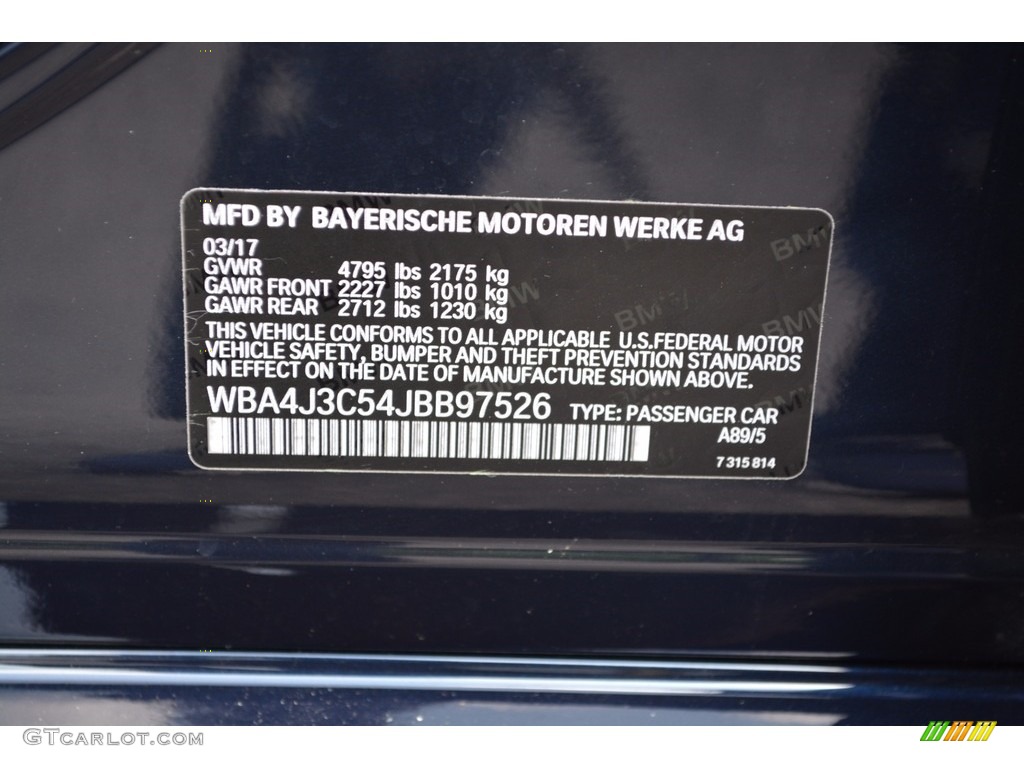 MFD BY BAYERISCHE MOTOREN WERKE AG
03/17
GVWR 4795 lbs 2175 kg
GAWR FRONT 2227 lbs 1010 kg
GAWR REAR 2712 lbs 1230 kg
THIS VEHICLE CONFORMS TO ALL APPLICABLE U.S.FEDERAL MOTOR
VEHICLE SAFETY, BUMPER AND THEFT PREVENTION STANDARDS
IN EFFECT ON THE DATE OF MANUFACTURE SHOWN ABOVE.
WBA4J3C54JBB97526 TYPE: PASSENGER CAR
A89/5
7 315 814
GTCarlot.com